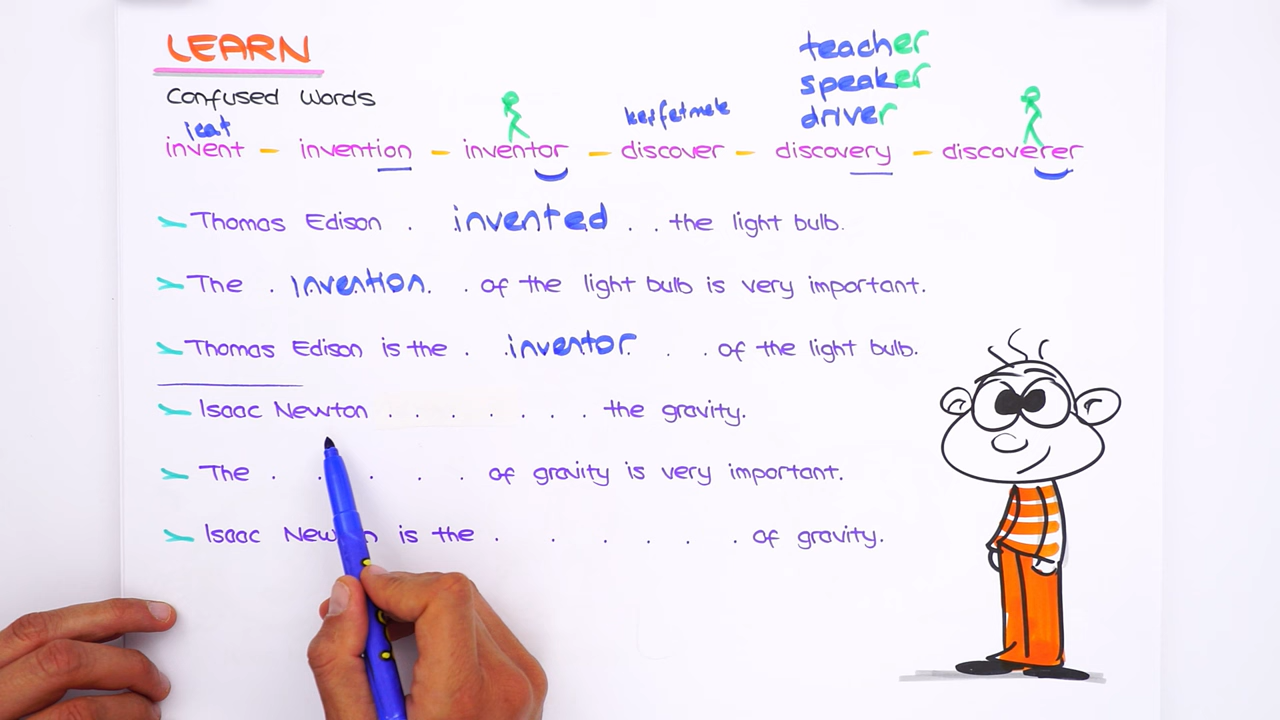 LEARN
teacher
speaker
driver
Confused Words
icat
keşfetmek
invent - invention - inventor - discover - discovery - discoverer
Thomas Edison . invented . . the light bulb.
The . invention . . of the light bulb is very important.
Thomas Edison is the . . inventor . . . of the light bulb.
Isaac Newton . . . . . . . the gravity.
The . . . . . of gravity is very important.
Isaac Newton is the . . . . . of gravity.